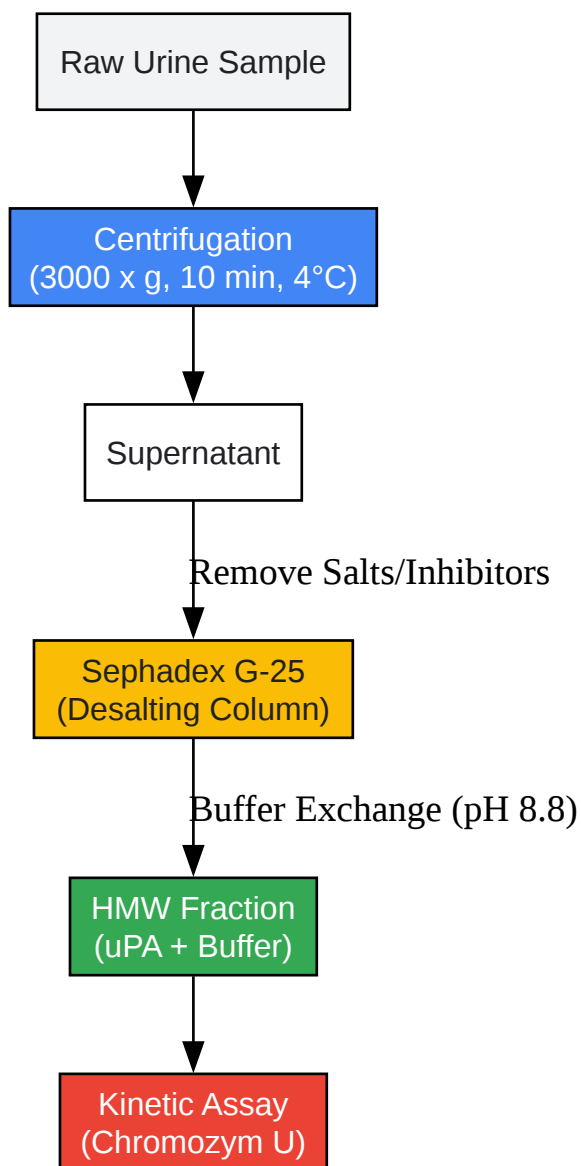 Raw Urine Sample
Centrifugation
(3000 x g, 10 min, 4°C)
Supernatant
Remove Salts/Inhibitors
Sephadex G-25
(Desalting Column)
Buffer Exchange (pH 8.8)
HMW Fraction
(uPA + Buffer)
Kinetic Assay
(Chromozym U)